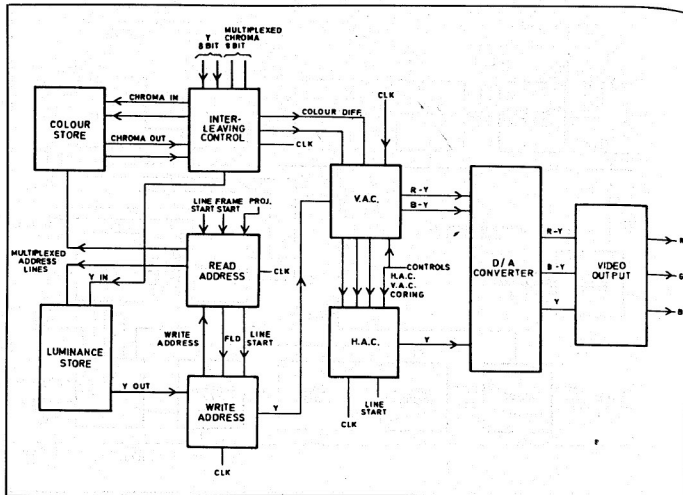 Y
8 BIT
MULTIPLEXED
CHROMA
8 BIT
CHROMA IN
COLOUR
STORE
CHROMA OUT
INTER-
LEAVING
CONTROL
COLOUR DIFF.
CLK
CLK
LINE
START
FRAME
START
PROJ.
V.A.C.
R-Y
B-Y
D/A
CONVERTER
R-Y
B-Y
Y
VIDEO
OUTPUT
R
G
B
MULTIPLEXED
ADDRESS
LINES
Y IN
READ
ADDRESS
CLK
CONTROLS
H.A.C.
V.A.C.
CORING
LUMINANCE
STORE
WRITE
ADDRESS
FLD
LINE
START
H.A.C.
Y
Y OUT
WRITE
ADDRESS
Y
CLK
LINE
START
CLK